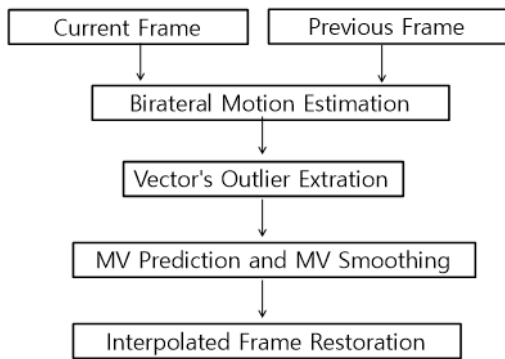 Current Frame
Previous Frame
Birateral Motion Estimation
Vector's Outlier Extration
MV Prediction and MV Smoothing
Interpolated Frame Restoration